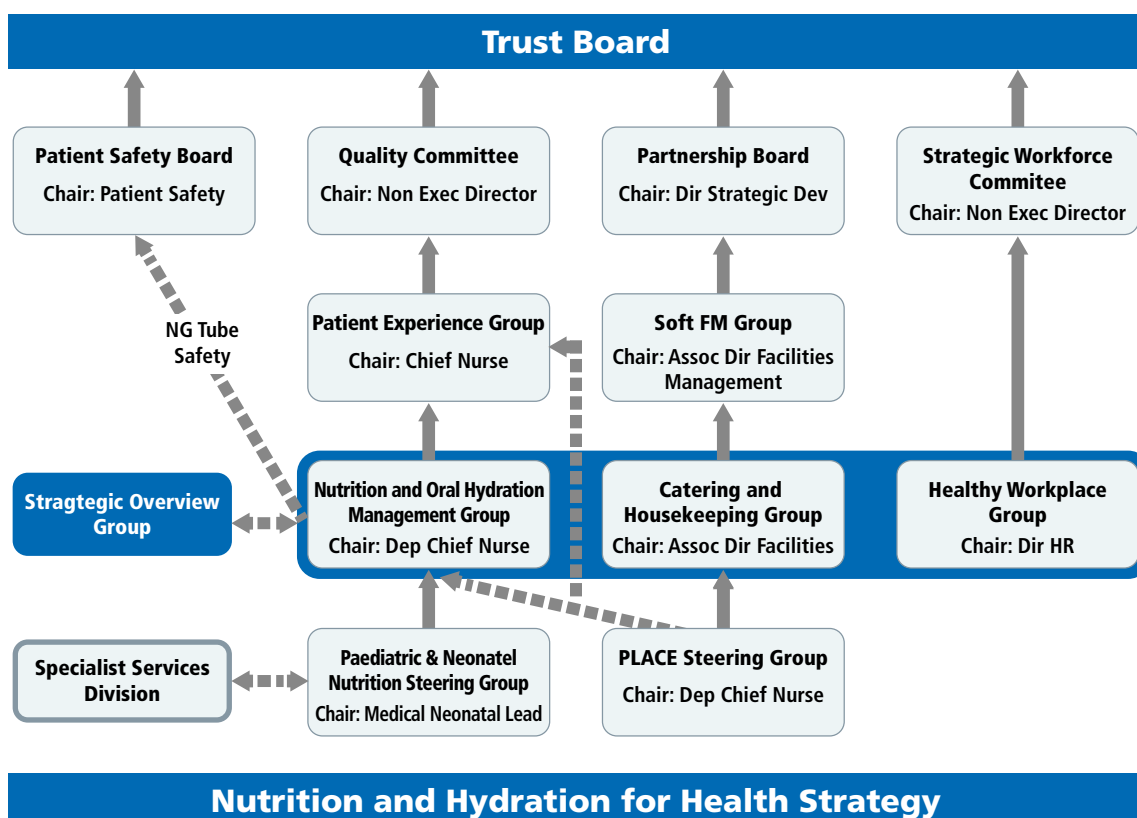 Trust Board
Patient Safety Board
Chair: Patient Safety
Quality Committee
Chair: Non Exec Director
Partnership Board
Chair: Dir Strategic Dev
Strategic Workforce
Commitee
Chair: Non Exec Director
NG Tube
Safety
Patient Experience Group
Chair: Chief Nurse
Soft FM Group
Chair: Assoc Dir Facilities
Management
Stragtegic Overview
Group
Nutrition and Oral Hydration
Management Group
Chair: Dep Chief Nurse
Catering and
Housekeeping Group
Chair: Assoc Dir Facilities
Healthy Workplace
Group
Chair: Dir HR
Specialist Services
Division
Paediatric & Neonatel
Nutrition Steering Group
Chair: Medical Neonatal Lead
PLACE Steering Group
Chair: Dep Chief Nurse
Nutrition and Hydration for Health Strategy